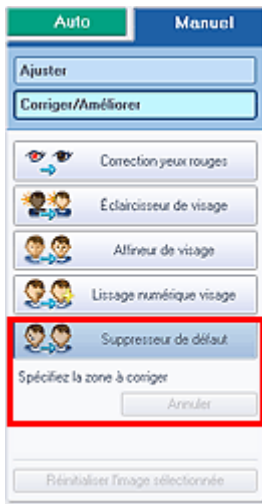 Auto Manuel
Ajuster
Corriger/Améliorer
Correction yeux rouges
Éclaircisseur de visage
Affineur de visage
Lissage numérique visage
Suppresseur de défaut
Spécifiez la zone à corriger
Annuler
Réinitialiser l'image sélectionnée